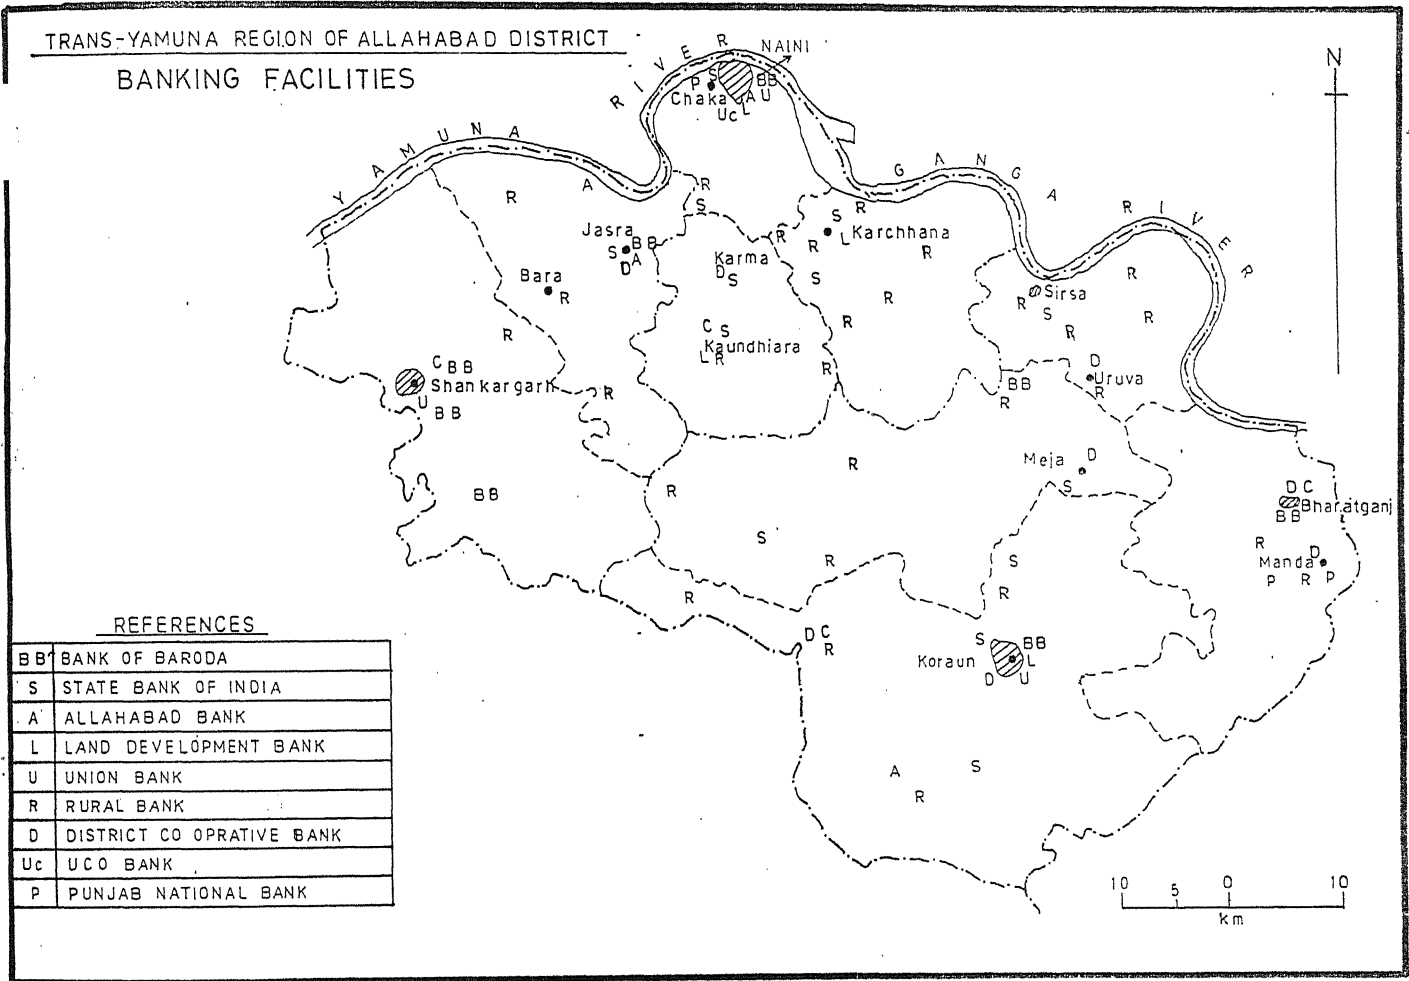 TRANS-YAMUNA REGION OF ALLAHABAD DISTRICT
BANKING FACILITIES
YAMUNA RIVER
NAINI
N
P S BB
Chaka A U
Uc L
GANGA RIVER
R A R
S
S R
Jasra
BB
S A
D
R R L Karchhana
R
Karma
D S
S
Bara
R
R
R
Sirsa
R S
R R
C S
Kaundhiara
L R
R
R
R
C BB
Shankargarh
U BB
R
D
Uruva
R
BB
R
R
Meja D
S
R
BB
S
R
D C
Bharatganj
BB
R D
Manda
P R P
S
R
R
D C
R
S BB
Koraun L
D U
A S
R
REFERENCES
BB BANK OF BARODA
S STATE BANK OF INDIA
A ALLAHABAD BANK
L LAND DEVELOPMENT BANK
U UNION BANK
R RURAL BANK
D DISTRICT CO OPRATIVE BANK
Uc UCO BANK
P PUNJAB NATIONAL BANK
10 5 0 10
km